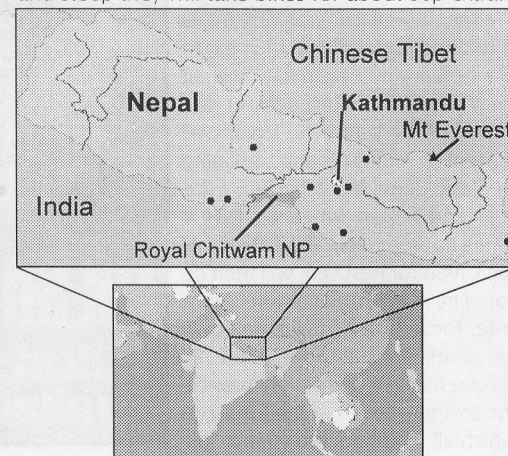 Chinese Tibet
Nepal
Kathmandu
Mt Everest
India
Royal Chitwam NP